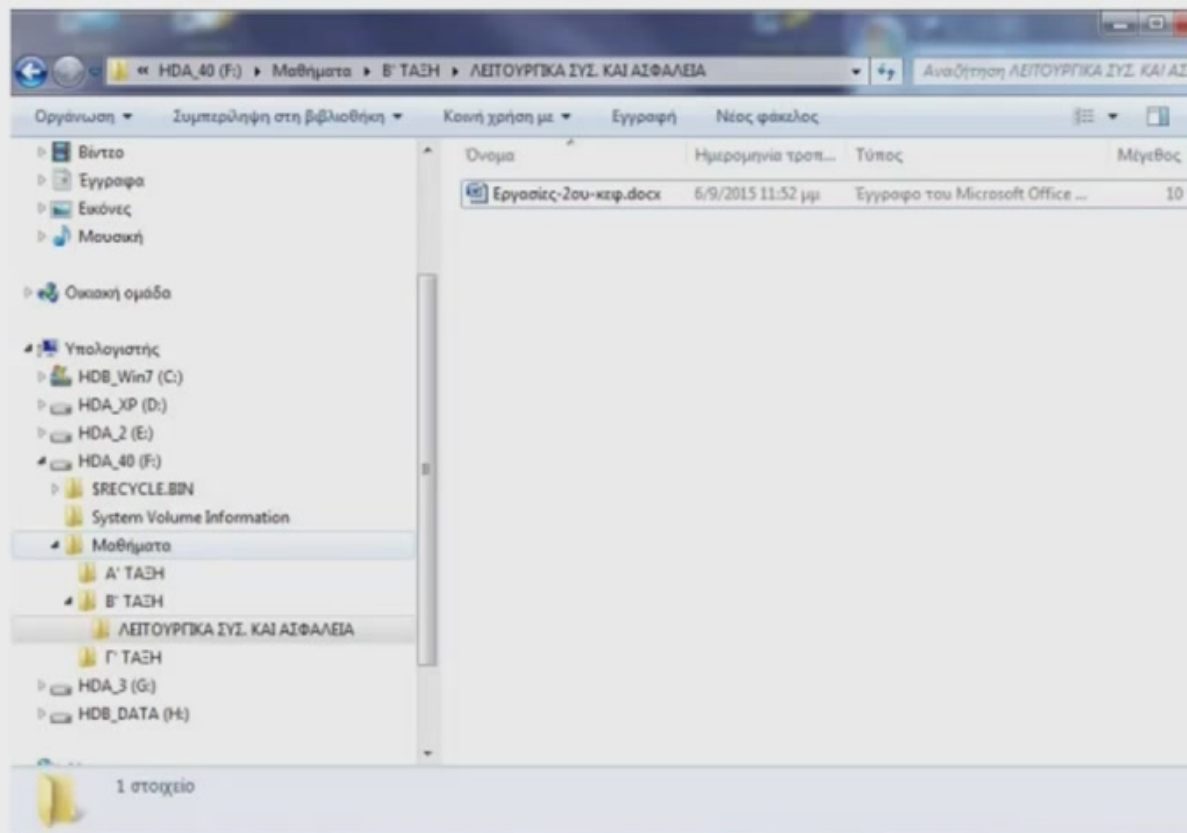 « HDA_40 (F:) ▸ Μαθήματα ▸ Β' ΤΑΞΗ ▸ ΛΕΙΤΟΥΡΓΙΚΑ ΣΥΣ. ΚΑΙ ΑΣΦΑΛΕΙΑ
Αναζήτηση ΛΕΙΤΟΥΡΓΙΚΑ ΣΥΣ. ΚΑΙ ΑΣ
Οργάνωση Συμπερίληψη στη βιβλιοθήκη Κοινή χρήση με Εγγραφή Νέος φάκελος
Βίντεο
Έγγραφα
Εικόνες
Μουσική
Οικιακή ομάδα
Υπολογιστής
HDB_Win7 (C:)
HDA_XP (D:)
HDA_2 (E:)
HDA_40 (F:)
$RECYCLE.BIN
System Volume Information
Μαθήματα
Α' ΤΑΞΗ
Β' ΤΑΞΗ
ΛΕΙΤΟΥΡΓΙΚΑ ΣΥΣ. ΚΑΙ ΑΣΦΑΛΕΙΑ
Γ' ΤΑΞΗ
HDA_3 (G:)
HDB_DATA (H:)
Όνομα Ημερομηνία τροπ... Τύπος Μέγεθος
Εργασίες-2ου-κεφ.docx 6/9/2015 11:52 μμ Έγγραφο του Microsoft Office ... 10
1 στοιχείο